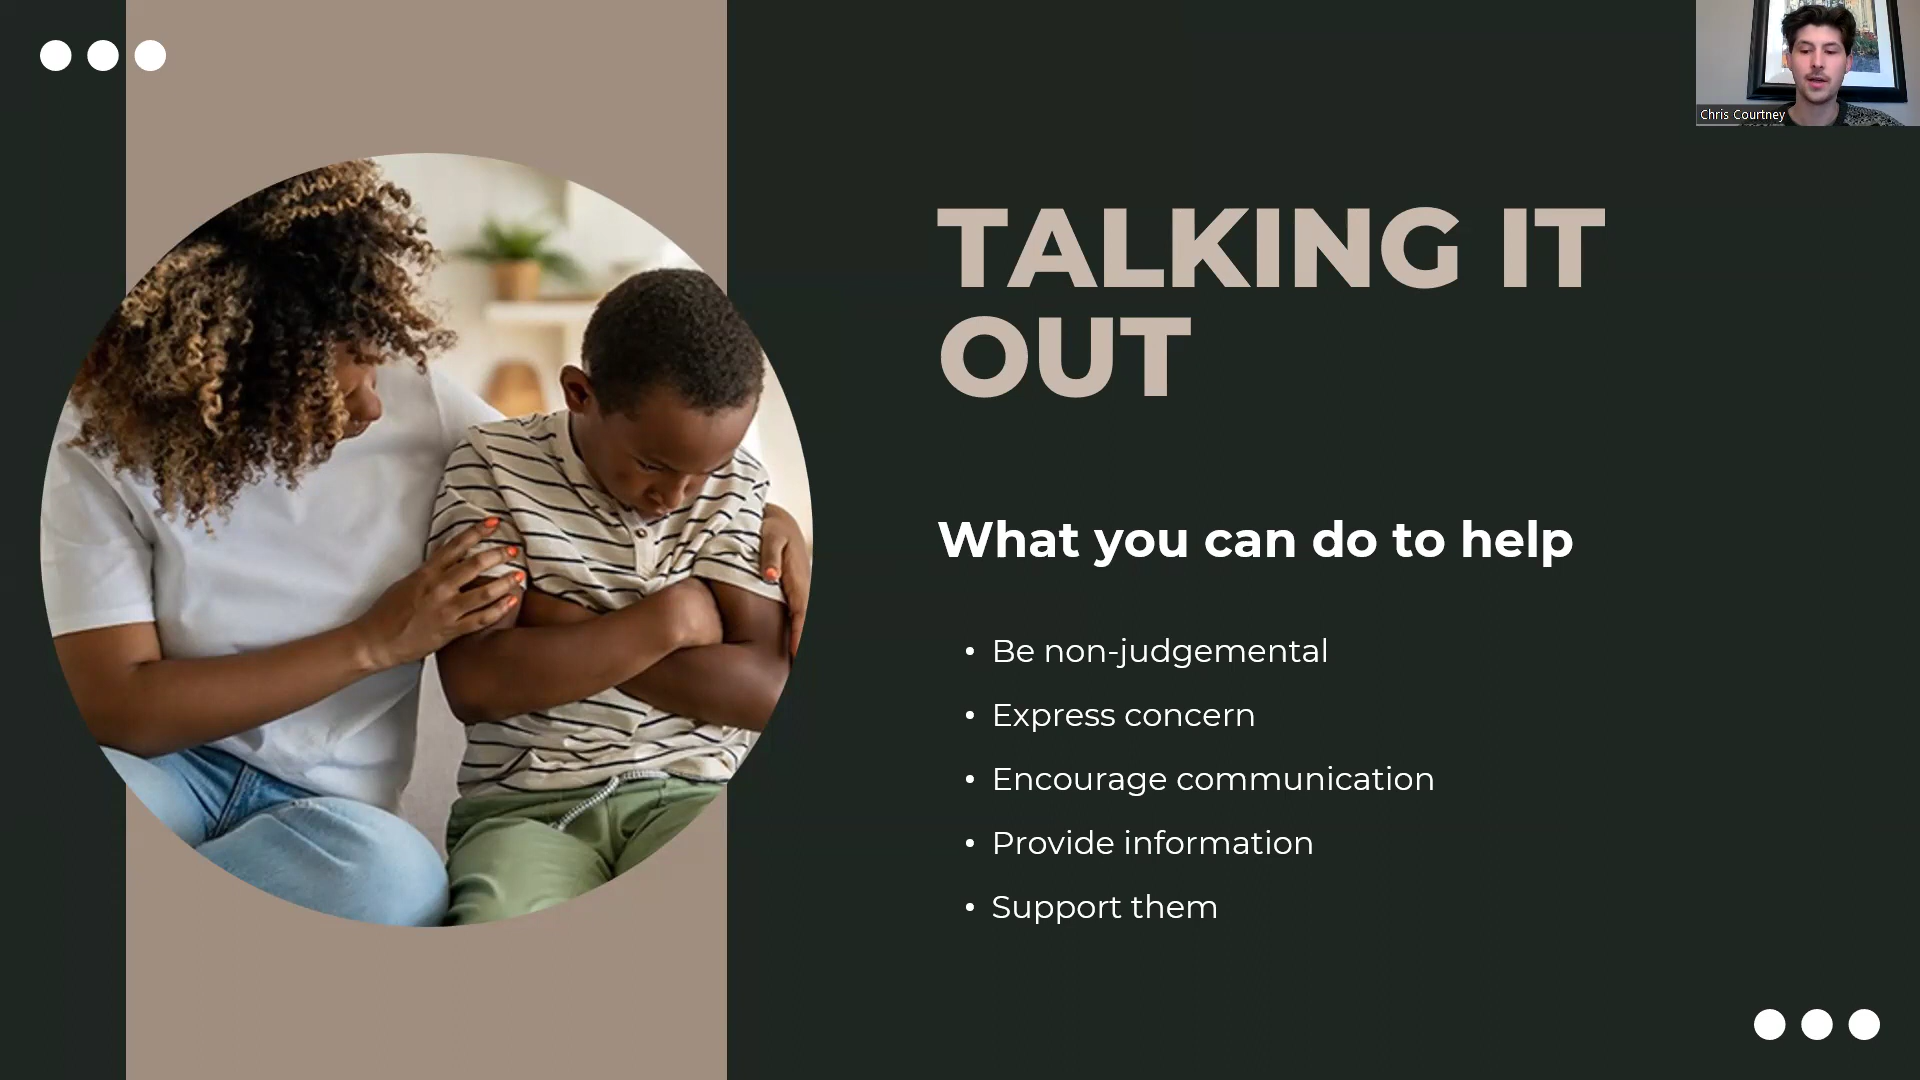 Chris Courtney
TALKING IT
OUT
What you can do to help
• Be non-judgemental
• Express concern
• Encourage communication
• Provide information
• Support them